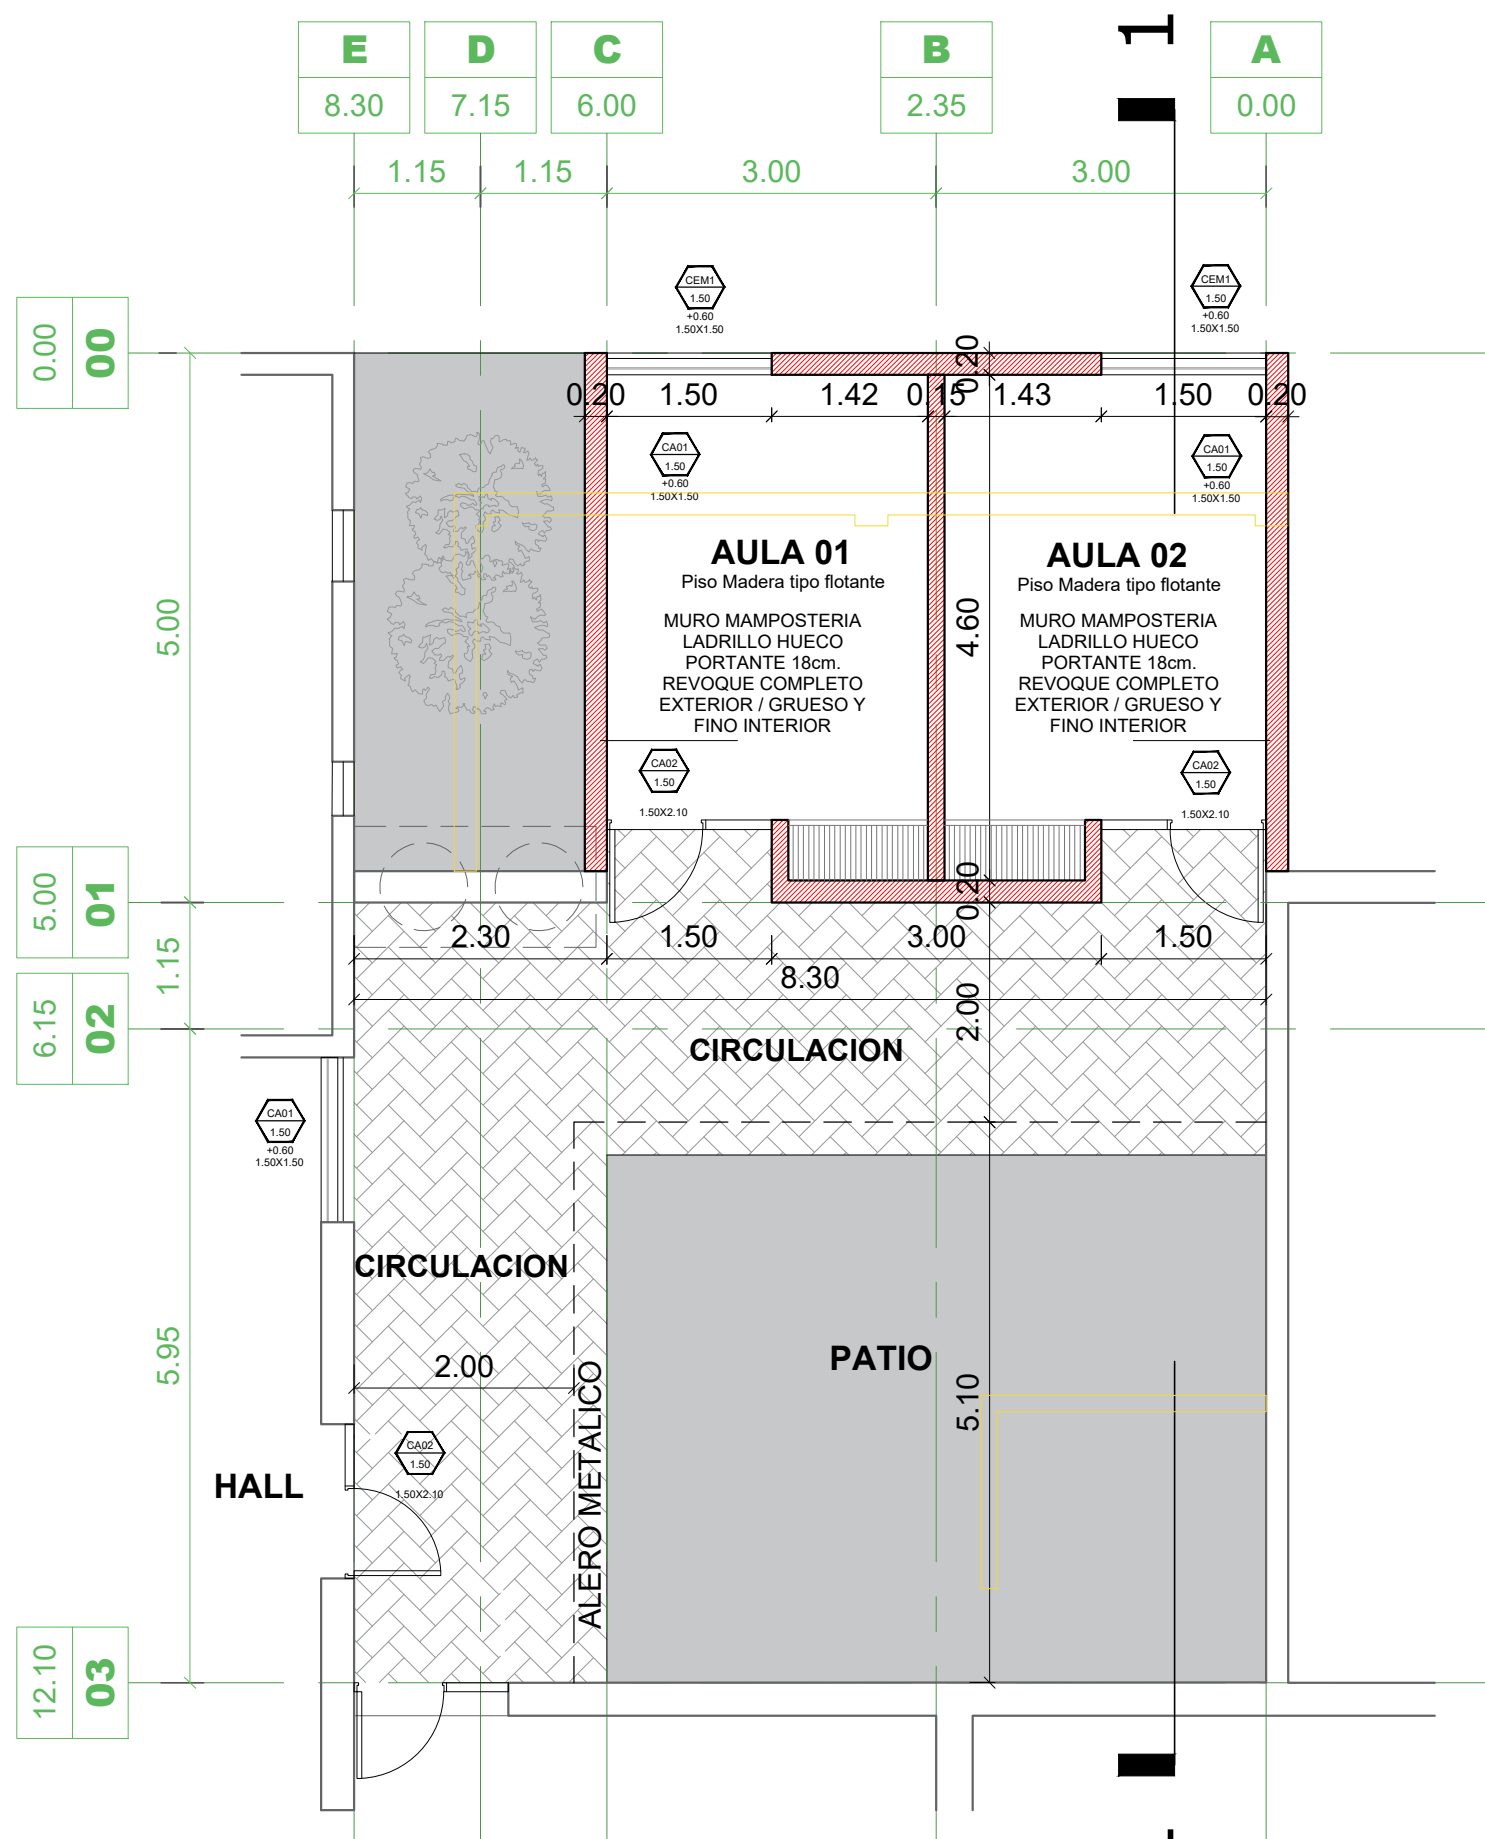 1
E
D
C
B
A
8.30
7.15
6.00
2.35
0.00
1.15
1.15
3.00
3.00
CEM1
1.50
+0.60
1.50X1.50
CEM1
1.50
+0.60
1.50X1.50
0.00
00
0.20
0.20
1.50
1.42
0.15
1.43
1.50
0.20
CA01
1.50
+0.60
1.50X1.50
CA01
1.50
+0.60
1.50X1.50
AULA 01
Piso Madera tipo flotante
MURO MAMPOSTERIA
LADRILLO HUECO
PORTANTE 18cm.
REVOQUE COMPLETO
EXTERIOR / GRUESO Y
FINO INTERIOR
AULA 02
Piso Madera tipo flotante
MURO MAMPOSTERIA
LADRILLO HUECO
PORTANTE 18cm.
REVOQUE COMPLETO
EXTERIOR / GRUESO Y
FINO INTERIOR
5.00
4.60
CA02
1.50
1.50X2.10
CA02
1.50
1.50X2.10
5.00
01
0.20
2.30
1.50
3.00
1.50
1.15
8.30
6.15
02
2.00
CIRCULACION
CA01
1.50
+0.60
1.50X1.50
CIRCULACION
5.95
2.00
PATIO
5.10
ALERO METALICO
CA02
1.50
1.50X2.10
HALL
12.10
03